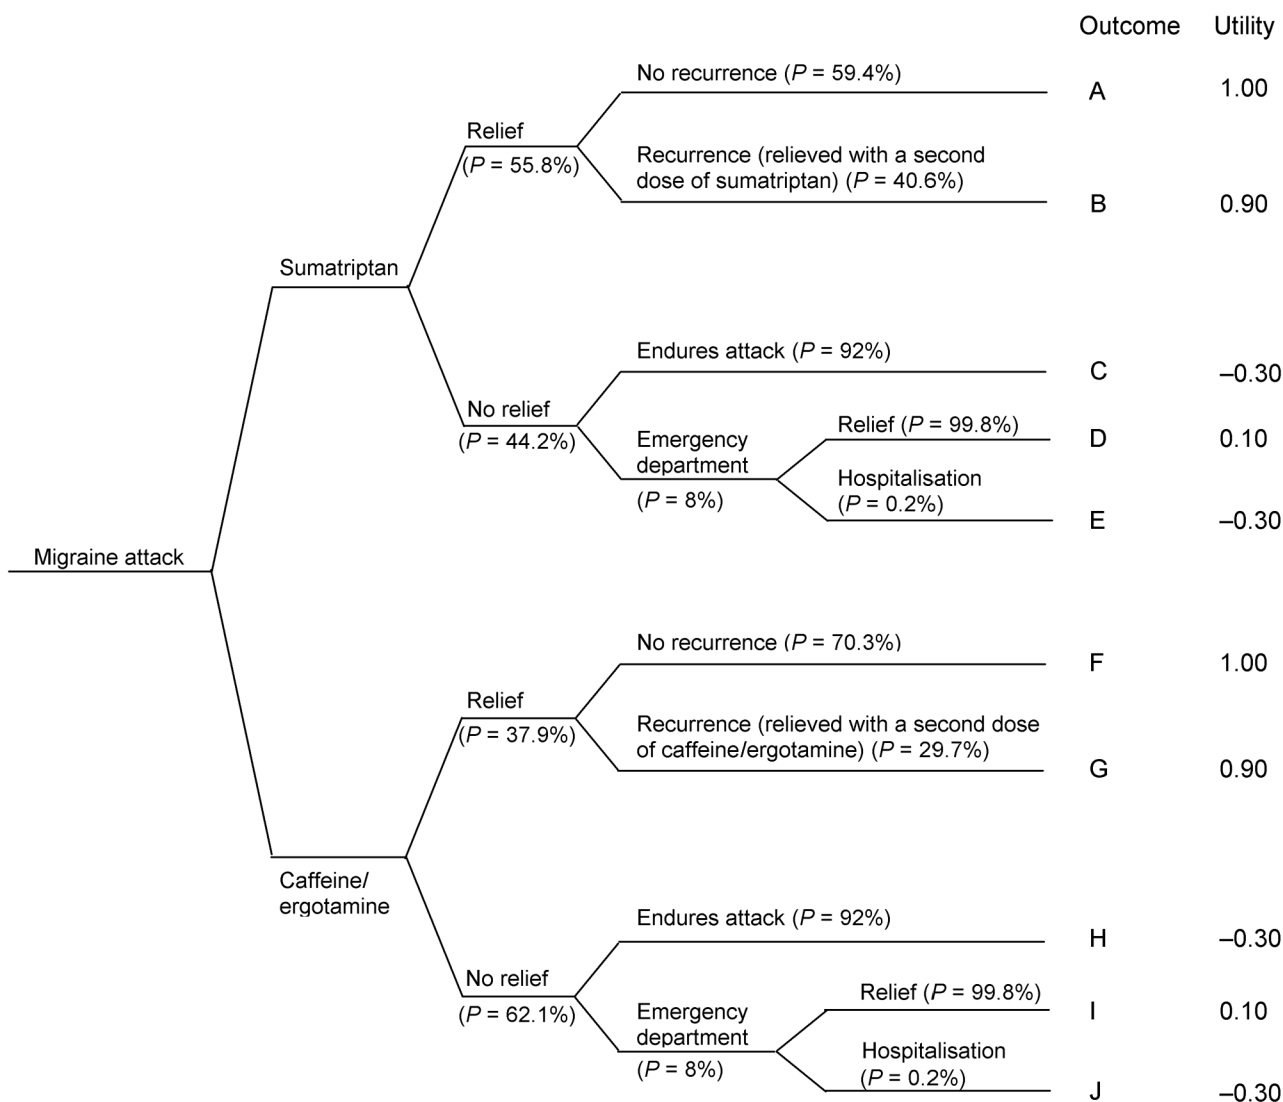 Outcome Utility
No recurrence (P = 59.4%)
A 1.00
Relief
(P = 55.8%)
Recurrence (relieved with a second
dose of sumatriptan) (P = 40.6%)
B 0.90
Sumatriptan
Endures attack (P = 92%)
C –0.30
No relief
(P = 44.2%)
Emergency
department
(P = 8%)
Relief (P = 99.8%)
D 0.10
Hospitalisation
(P = 0.2%)
E –0.30
Migraine attack
No recurrence (P = 70.3%)
F 1.00
Relief
(P = 37.9%)
Recurrence (relieved with a second dose
of caffeine/ergotamine) (P = 29.7%)
G 0.90
Caffeine/
ergotamine
Endures attack (P = 92%)
H –0.30
No relief
(P = 62.1%)
Emergency
department
(P = 8%)
Relief (P = 99.8%)
I 0.10
Hospitalisation
(P = 0.2%)
J –0.30